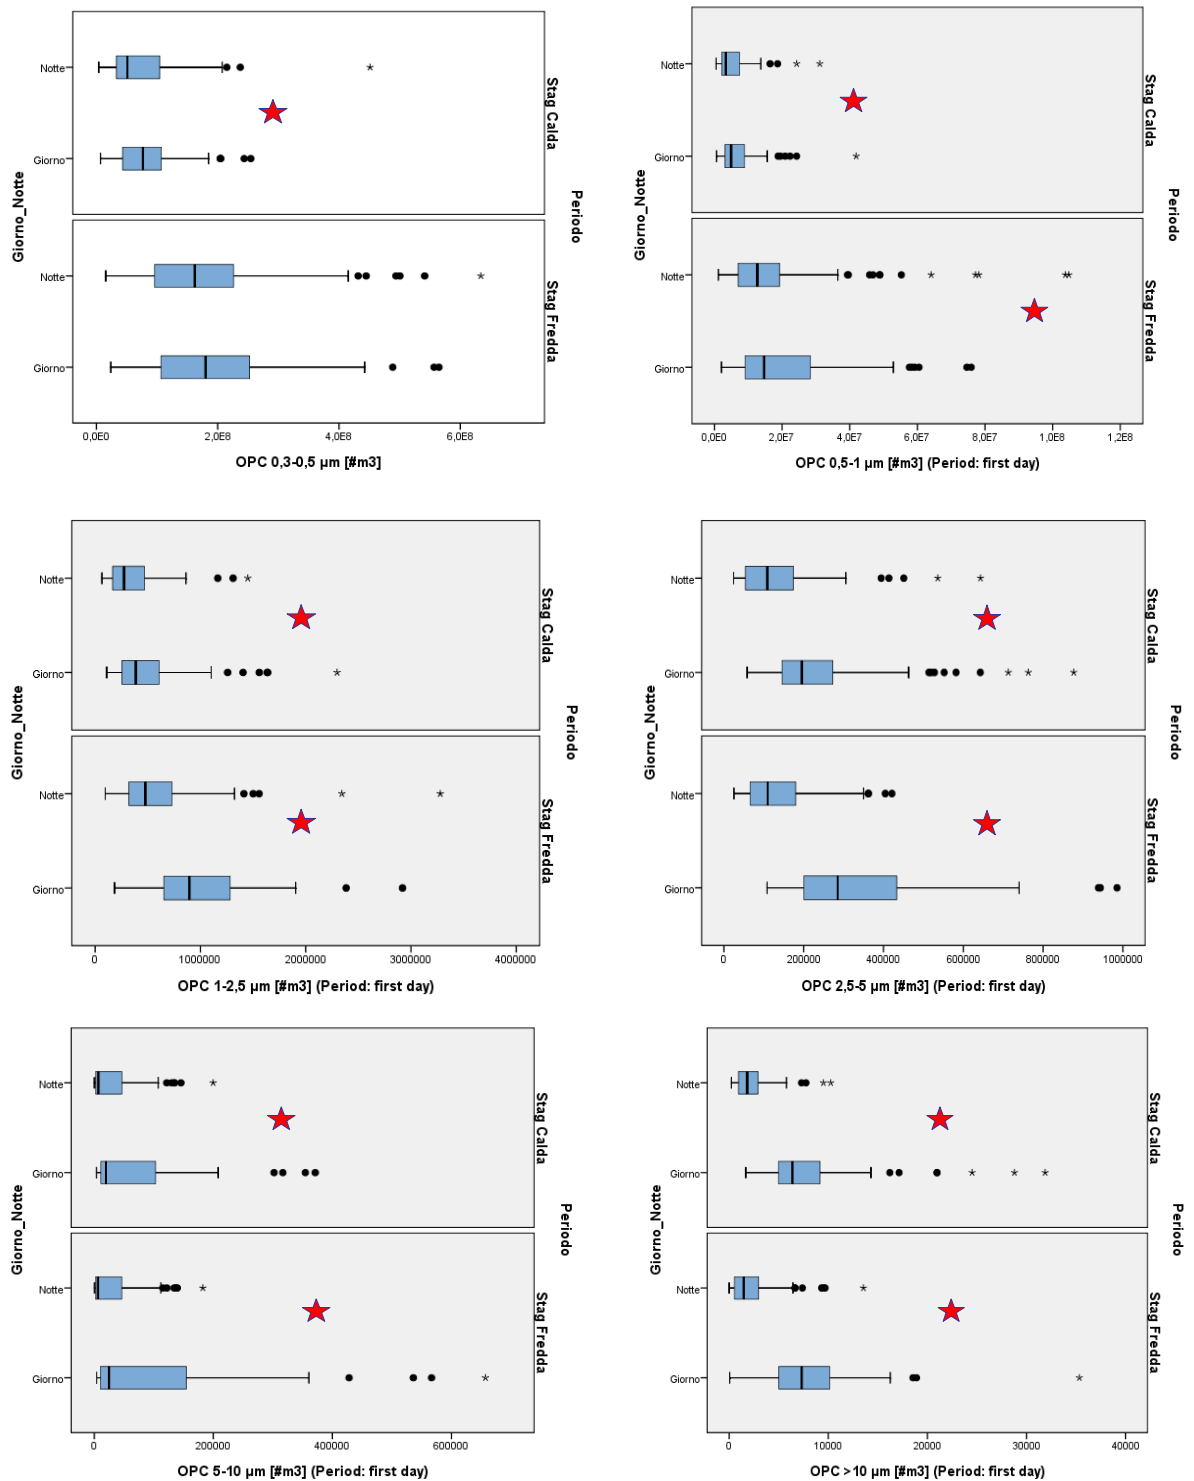 Notte
Giorno
Stag Calda
Notte
Giorno
Stag Fredda
Giorno_Notte
Periodo
0,0E0 2,0E8 4,0E8 6,0E8
OPC 0,3-0,5 µm [#m3]
Notte
Giorno
Stag Calda
Notte
Giorno
Stag Fredda
Giorno_Notte
Periodo
0,0E0 2,0E7 4,0E7 6,0E7 8,0E7 1,0E8 1,2E8
OPC 0,5-1 µm [#m3] (Period: first day)
Notte
Giorno
Stag Calda
Notte
Giorno
Stag Fredda
Giorno_Notte
Periodo
0 1000000 2000000 3000000 4000000
OPC 1-2,5 µm [#m3] (Period: first day)
Notte
Giorno
Stag Calda
Notte
Giorno
Stag Fredda
Giorno_Notte
Periodo
0 200000 400000 600000 800000 1000000
OPC 2,5-5 µm [#m3] (Period: first day)
Notte
Giorno
Stag Calda
Notte
Giorno
Stag Fredda
Giorno_Notte
Periodo
0 200000 400000 600000
OPC 5-10 µm [#m3] (Period: first day)
Notte
Giorno
Stag Calda
Notte
Giorno
Stag Fredda
Giorno_Notte
Periodo
0 10000 20000 30000 40000
OPC >10 µm [#m3] (Period: first day)